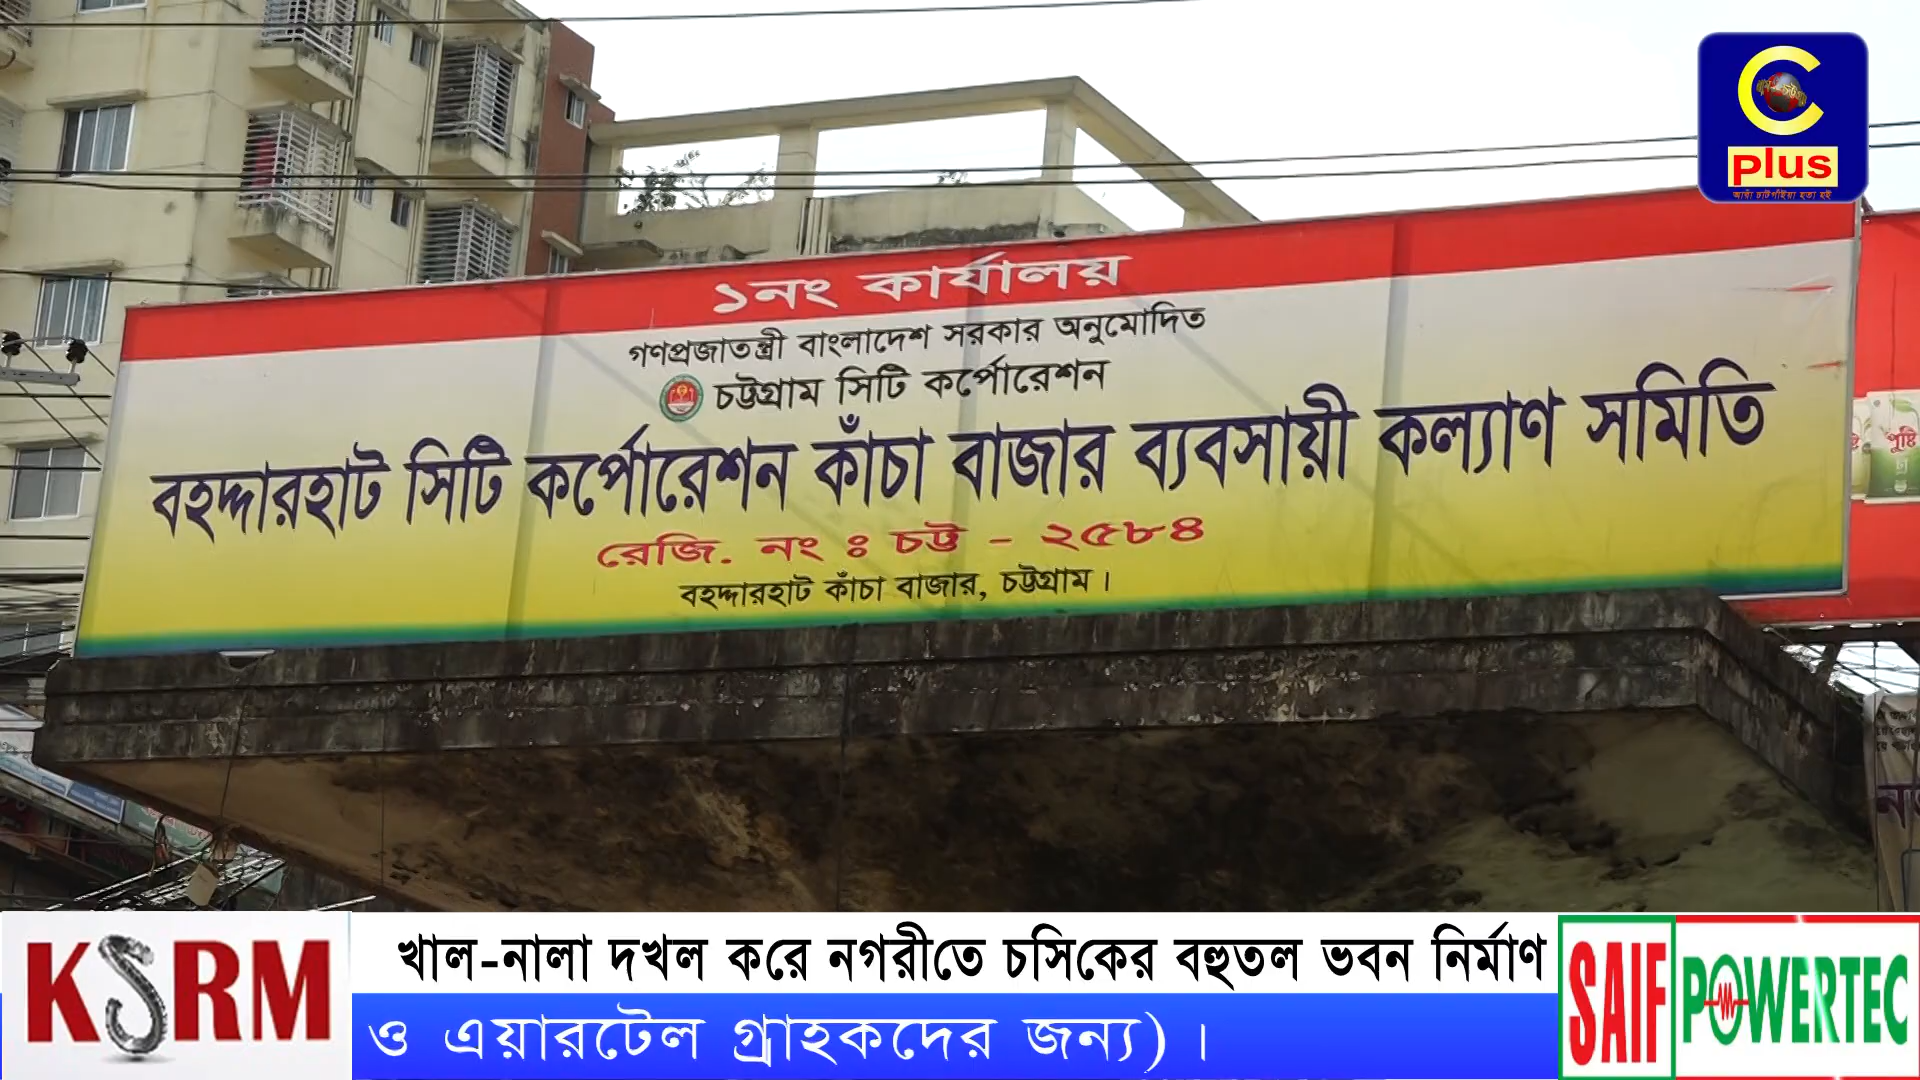 C
Plus
১নং কার্যালয়
গণপ্রজাতন্ত্রী বাংলাদেশ সরকার অনুমোদিত
চট্টগ্রাম সিটি কর্পোরেশন
বহদ্দারহাট সিটি কর্পোরেশন কাঁচা বাজার ব্যবসায়ী কল্যাণ সমিতি
রেজি. নং ঃ চট্ট - ২৫৮৪
বহদ্দারহাট কাঁচা বাজার, চট্টগ্রাম।
পুষ্টি
KSRM
খাল-নালা দখল করে নগরীতে চসিকের বহুতল ভবন নির্মাণ
ও এয়ারটেল গ্রাহকদের জন্য)।
SAIF POWERTEC